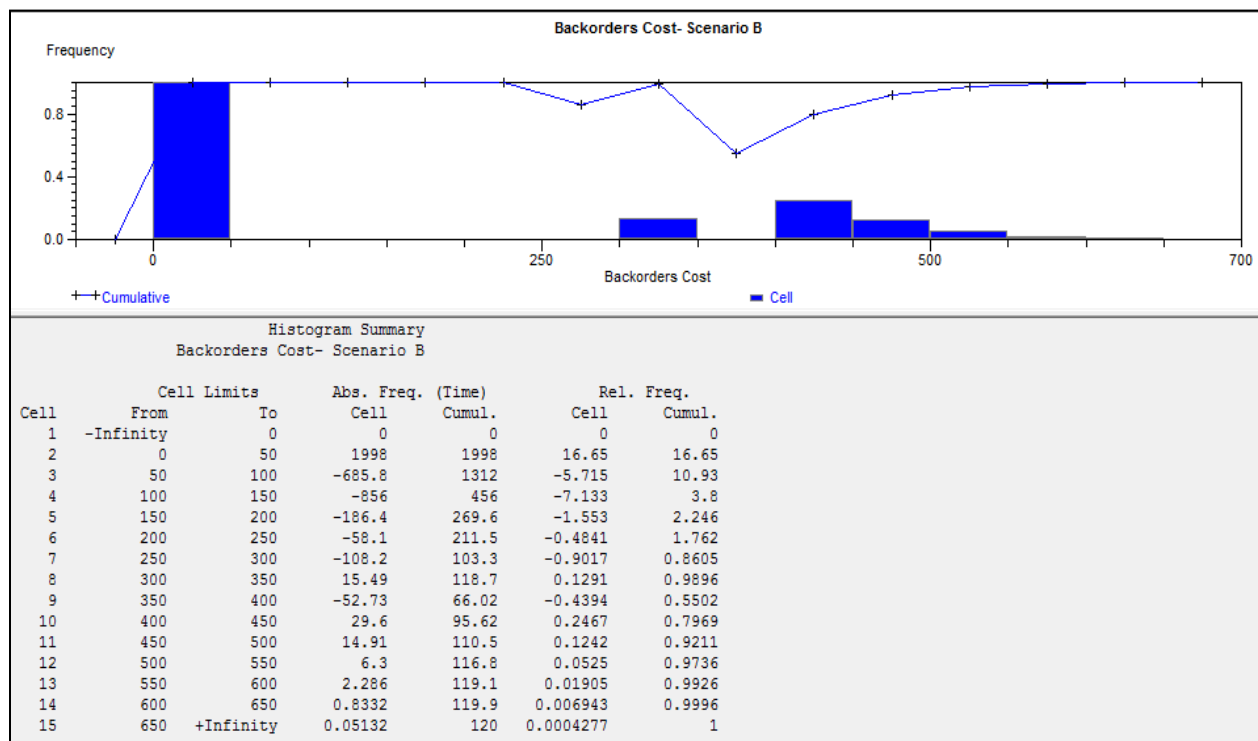 Backorders Cost- Scenario B
Frequency
0.8
0.4
0.0
0 250 500 700
Backorders Cost
Cumulative Cell
Histogram Summary
Backorders Cost- Scenario B
Cell Limits Abs. Freq. (Time) Rel. Freq.
Cell From To Cell Cumul. Cell Cumul.
1 -Infinity 0 0 0 0 0
2 0 50 1998 1998 16.65 16.65
3 50 100 -685.8 1312 -5.715 10.93
4 100 150 -856 456 -7.133 3.8
5 150 200 -186.4 269.6 -1.553 2.246
6 200 250 -58.1 211.5 -0.4841 1.762
7 250 300 -108.2 103.3 -0.9017 0.8605
8 300 350 15.49 118.7 0.1291 0.9896
9 350 400 -52.73 66.02 -0.4394 0.5502
10 400 450 29.6 95.62 0.2467 0.7969
11 450 500 14.91 110.5 0.1242 0.9211
12 500 550 6.3 116.8 0.0525 0.9736
13 550 600 2.286 119.1 0.01905 0.9926
14 600 650 0.8332 119.9 0.006943 0.9996
15 650 +Infinity 0.05132 120 0.0004277 1